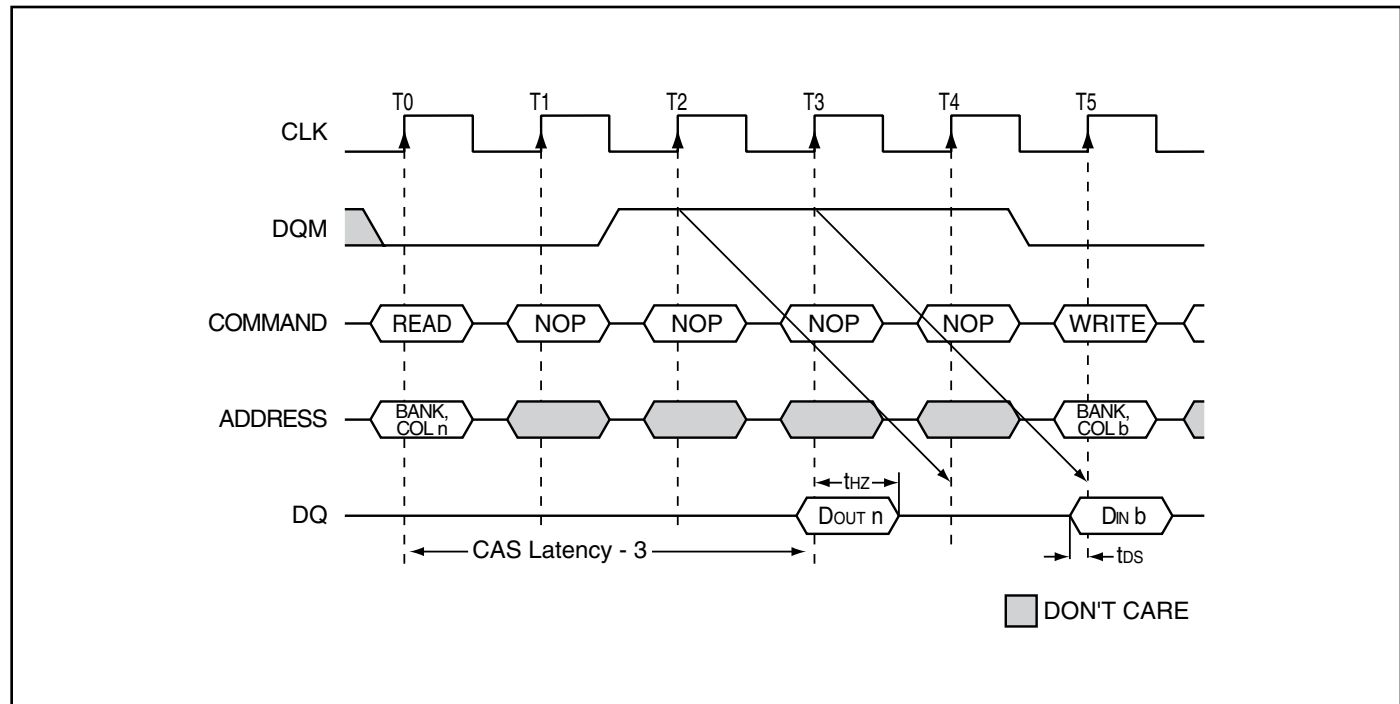 T0 T1 T2 T3 T4 T5
CLK
DQM
COMMAND READ NOP NOP NOP NOP WRITE
ADDRESS BANK, COL n BANK, COL b
tHZ
DQ DOUT n DIN b
CAS Latency - 3 tDS
DON'T CARE